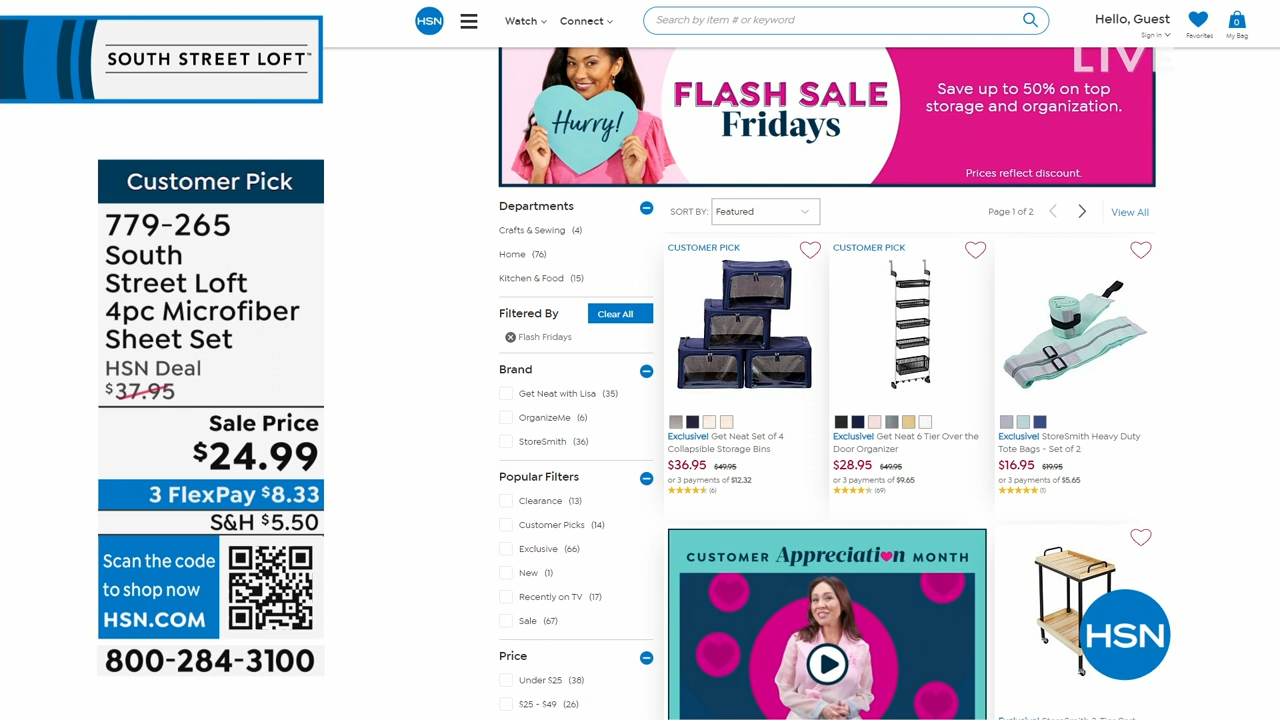 SOUTH STREET LOFT™
Customer Pick
779-265
South
Street Loft
4pc Microfiber
Sheet Set
HSN Deal
$37.95
Sale Price
$24.99
3 FlexPay $8.33
S&H $5.50
Scan the code
to shop now
HSN.COM
800-284-3100
HSN
Watch
Connect
Search by item # or keyword
Hello, Guest
Sign in
Favorites
0
My Bag
LIVE
Hurry!
FLASH SALE
Fridays
Save up to 50% on top
storage and organization.
Prices reflect discount.
Departments
Crafts & Sewing (4)
Home (76)
Kitchen & Food (15)
Filtered By
Clear All
Flash Fridays
Brand
Get Neat with Lisa (35)
OrganizeMe (6)
StoreSmith (36)
Popular Filters
Clearance (13)
Customer Picks (14)
Exclusive (66)
New (1)
Recently on TV (17)
Sale (67)
Price
Under $25 (38)
$25 - $49 (26)
SORT BY: Featured
Page 1 of 2
View All
CUSTOMER PICK
Exclusive! Get Neat Set of 4
Collapsible Storage Bins
$36.95 $49.95
or 3 payments of $12.32
(6)
CUSTOMER PICK
Exclusive! Get Neat 6 Tier Over the
Door Organizer
$28.95 $49.95
or 3 payments of $9.65
(69)
Exclusive! StoreSmith Heavy Duty
Tote Bags - Set of 2
$16.95 $19.95
or 3 payments of $5.65
(1)
CUSTOMER Appreciation MONTH
HSN